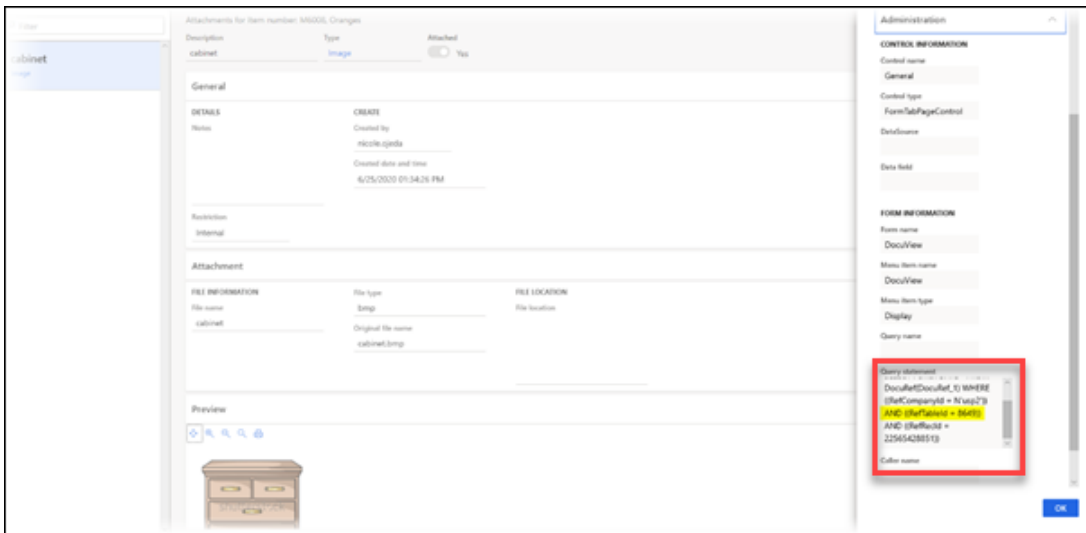 Filter
cabinet
Image
Attachments for item number: M6000, Oranges
Description
Type
Attached
cabinet
Image
Yes
General
DETAILS
CREATE
Notes
Created by
nicole.ojeda
Created date and time
6/25/2020 01:54:26 PM
Restriction
Internal
Attachment
FILE INFORMATION
File type
FILE LOCATION
File name
bmp
File location
cabinet
Original file name
cabinet.bmp
Preview
Administration
CONTROL INFORMATION
Control name
General
Control type
FormTabPageControl
DataSource
Data field
FORM INFORMATION
Form name
DocuView
Menu item name
DocuView
Menu item type
Display
Query name
Query statement
DocuRef(DocuRef_1) WHERE
((RefCompanyId = N'usp2'))
AND ((RefTableId = 8649))
AND ((RefRecId =
22565428851))
Caller name
OK